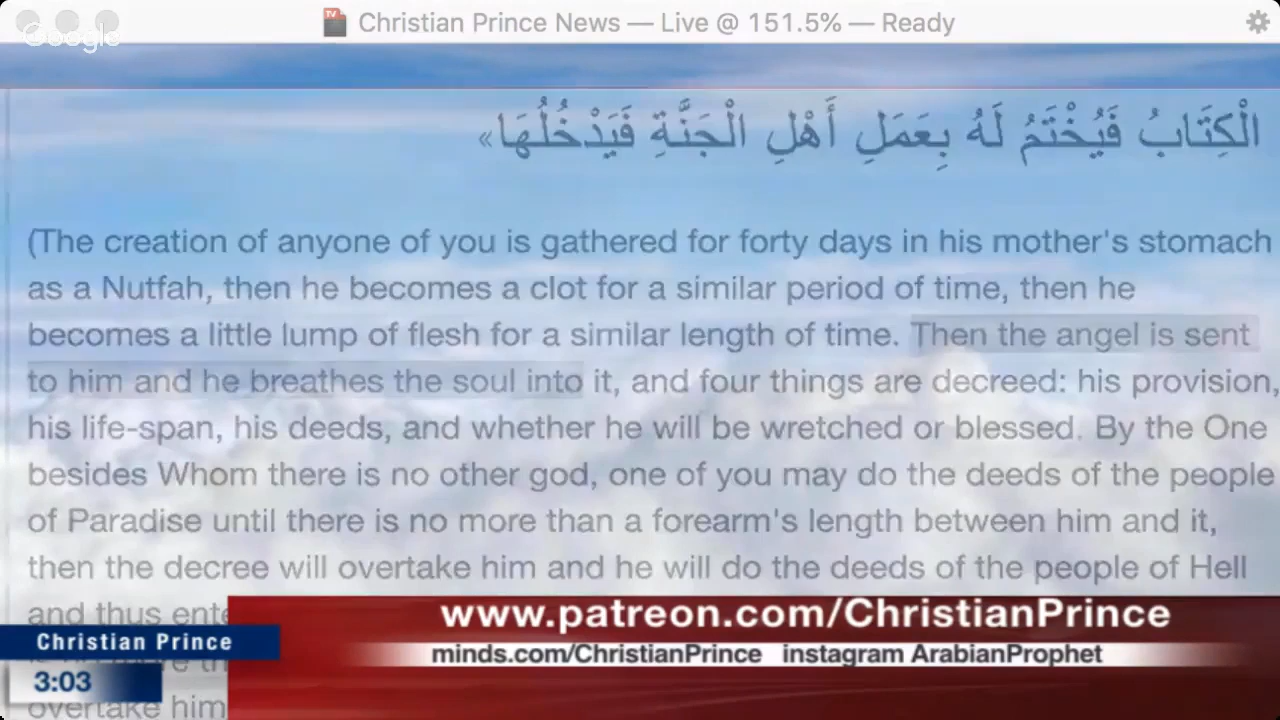 Christian Prince News — Live @ 151.5% — Ready
Google
الْكِتَابُ فَيُخْتَمُ لَهُ بِعَمَلِ أَهْلِ الْجَنَّةِ فَيَدْخُلُهَا»
(The creation of anyone of you is gathered for forty days in his mother's stomach
as a Nutfah, then he becomes a clot for a similar period of time, then he
becomes a little lump of flesh for a similar length of time. Then the angel is sent
to him and he breathes the soul into it, and four things are decreed: his provision,
his life-span, his deeds, and whether he will be wretched or blessed. By the One
besides Whom there is no other god, one of you may do the deeds of the people
of Paradise until there is no more than a forearm's length between him and it,
then the decree will overtake him and he will do the deeds of the people of Hell
and thus
www.patreon.com/ChristianPrince
Christian Prince
minds.com/ChristianPrince instagram ArabianProphet
3:03
overtake him